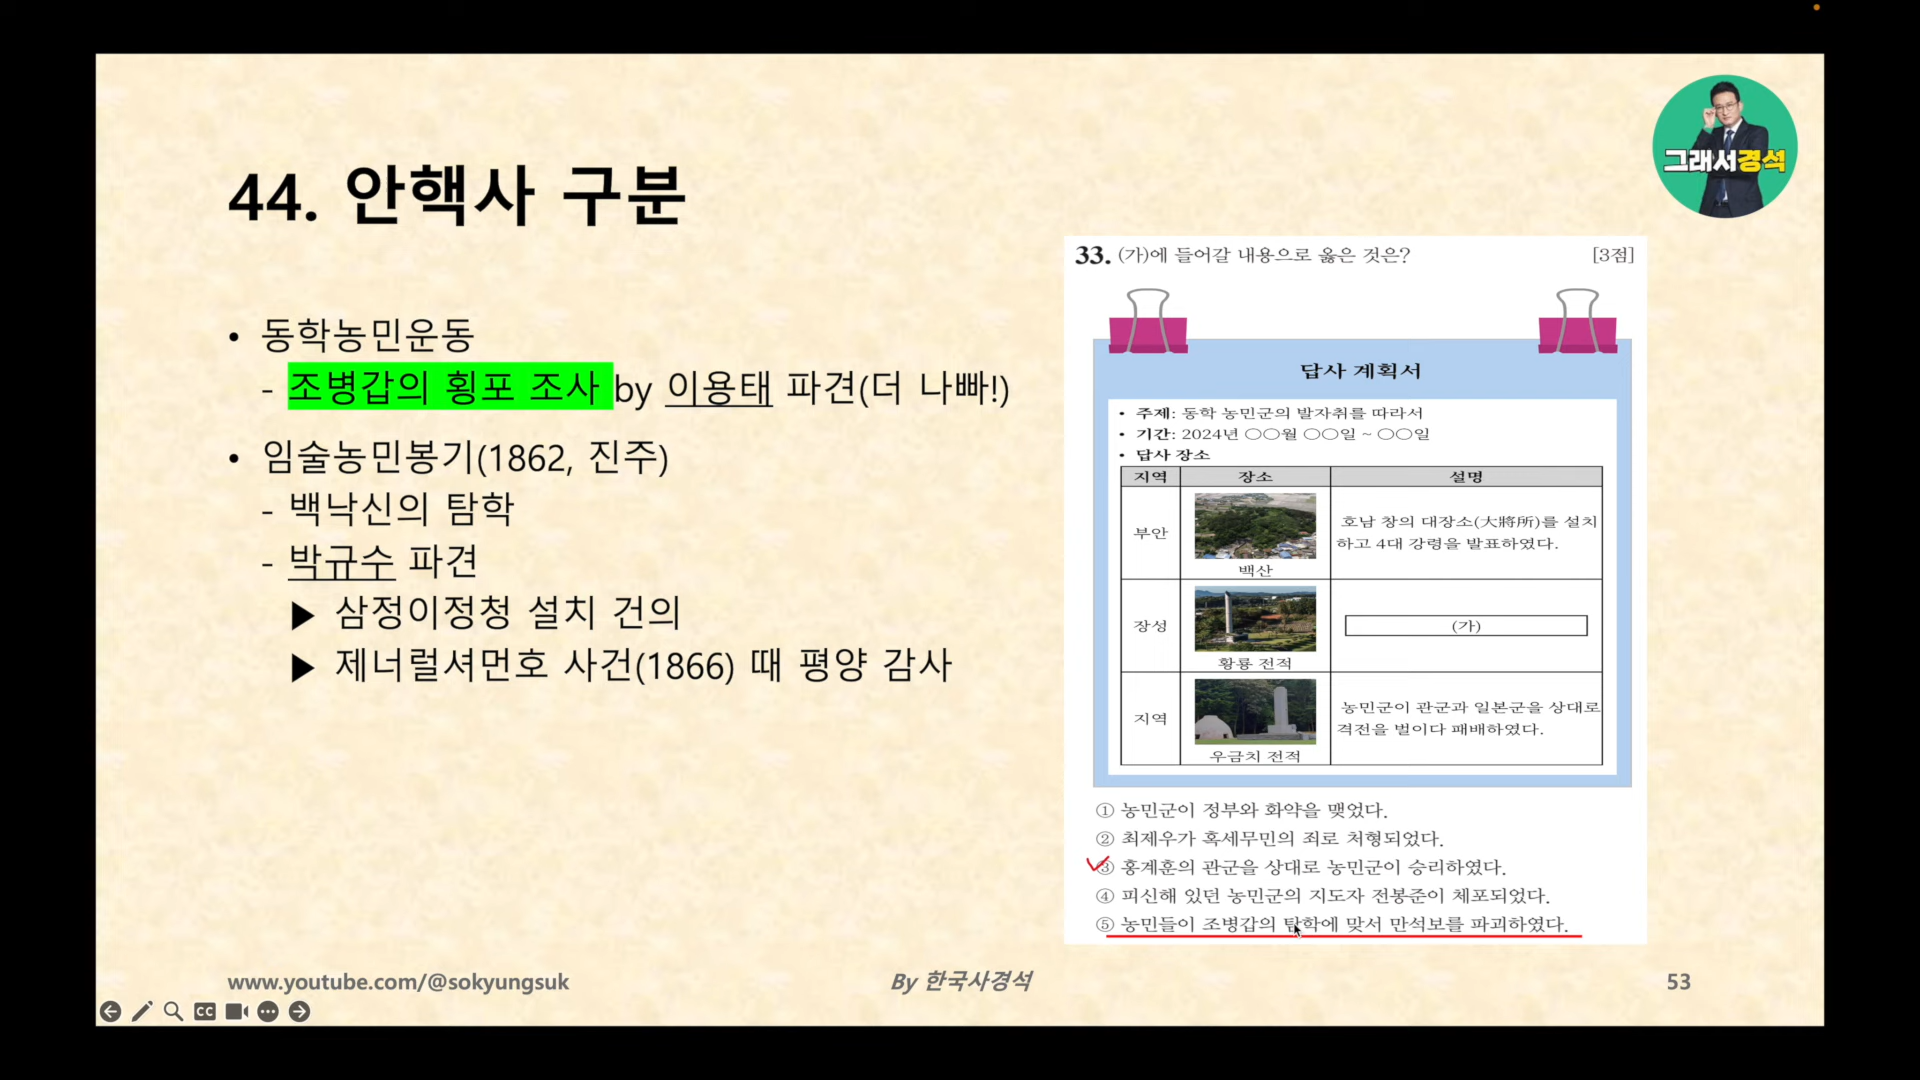 그래서경석
44. 안핵사 구분
• 동학농민운동
- 조병갑의 횡포 조사 by 이용태 파견(더 나빠!)
• 임술농민봉기(1862, 진주)
- 백낙신의 탐학
- 박규수 파견
▶ 삼정이정청 설치 건의
▶ 제너럴셔먼호 사건(1866) 때 평양 감사
33. (가)에 들어갈 내용으로 옳은 것은? [3점]
답사 계획서
• 주제: 동학 농민군의 발자취를 따라서
• 기간: 2024년 ○○월 ○○일 ~ ○○일
• 답사 장소
지역 장소 설명
부안
백산
호남 창의 대장소(大將所)를 설치
하고 4대 강령을 발표하였다.
장성
황룡 전적
(가)
지역
우금치 전적
농민군이 관군과 일본군을 상대로
격전을 벌이다 패배하였다.
① 농민군이 정부와 화약을 맺었다.
② 최제우가 혹세무민의 죄로 처형되었다.
③ 홍계훈의 관군을 상대로 농민군이 승리하였다.
④ 피신해 있던 농민군의 지도자 전봉준이 체포되었다.
⑤ 농민들이 조병갑의 탐학에 맞서 만석보를 파괴하였다.
www.youtube.com/@sokyungsuk
By 한국사경석
53
CC